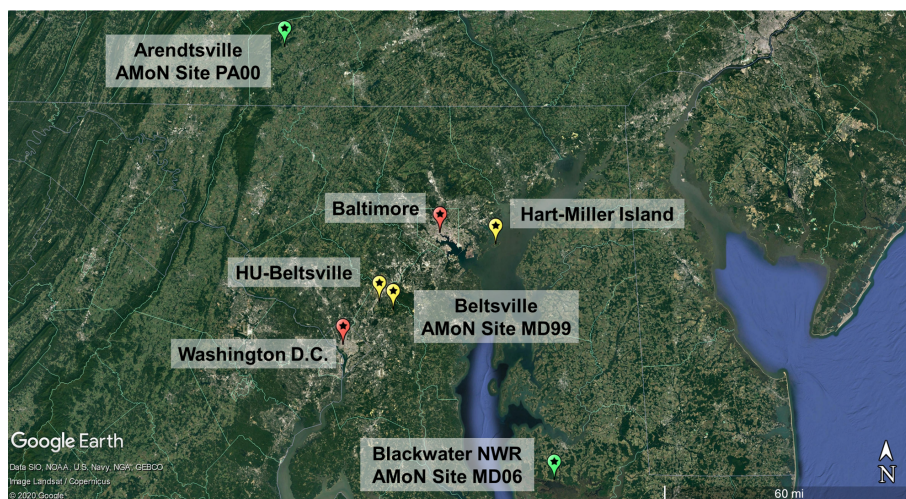 Arendtsville
AMoN Site PA00
Baltimore
Hart-Miller Island
HU-Beltsville
Beltsville
AMoN Site MD99
Washington D.C.
Blackwater NWR
AMoN Site MD06
Google Earth
Data SIO, NOAA, U.S. Navy, NGA, GEBCO
Image Landsat / Copernicus
© 2020 Google
N
60 mi